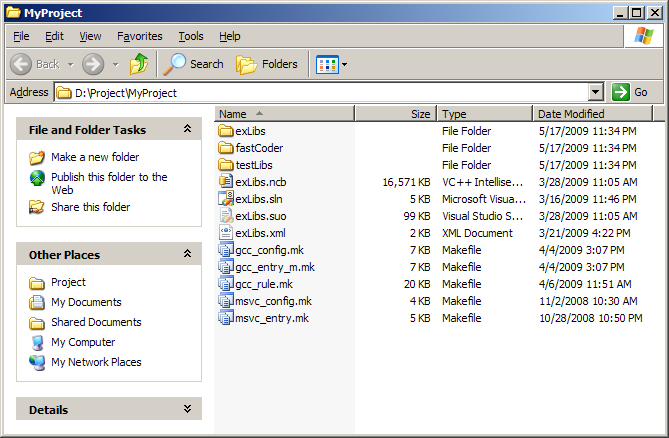 MyProject
File Edit View Favorites Tools Help
Back Search Folders
Address D:\Project\MyProject Go
File and Folder Tasks
Make a new folder
Publish this folder to the
Web
Share this folder
Other Places
Project
My Documents
Shared Documents
My Computer
My Network Places
Details
Name Size Type Date Modified
exLibs File Folder 5/17/2009 11:34 PM
fastCoder File Folder 5/17/2009 11:34 PM
testLibs File Folder 5/17/2009 11:34 PM
exLibs.ncb 16,571 KB VC++ Intellise... 3/28/2009 11:05 AM
exLibs.sln 5 KB Microsoft Visua... 3/16/2009 11:46 PM
exLibs.suo 99 KB Visual Studio S... 3/28/2009 11:05 AM
exLibs.xml 2 KB XML Document 3/21/2009 4:22 PM
gcc_config.mk 7 KB Makefile 4/4/2009 3:07 PM
gcc_entry_m.mk 7 KB Makefile 4/4/2009 3:07 PM
gcc_rule.mk 20 KB Makefile 4/6/2009 11:51 AM
msvc_config.mk 4 KB Makefile 11/2/2008 10:30 AM
msvc_entry.mk 5 KB Makefile 10/28/2008 10:50 PM